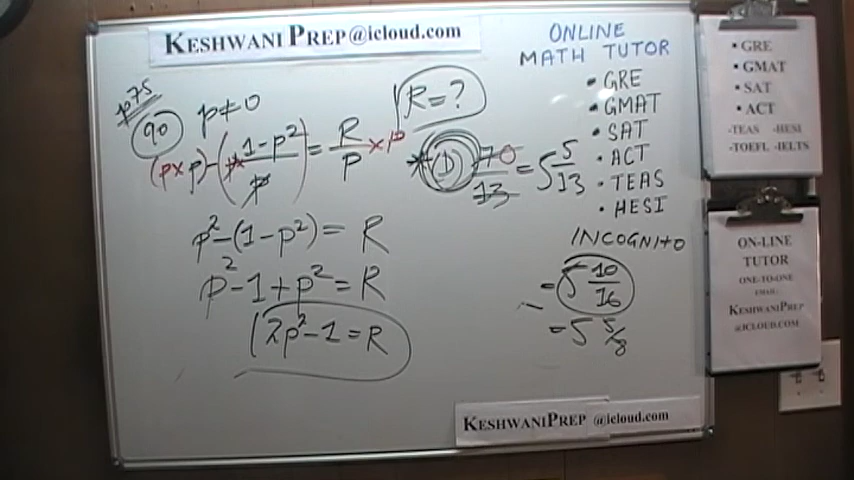 KESHWANI PREP@icloud.com
p75
90
p≠0
R=?
(p×p)-(p×(1-p²)/p)=R/P×p
p²-(1-p²)=R
p²-1+p²=R
2p²-1=R
*(D) 70/13=5 5/13
ONLINE
MATH TUTOR
• GRE
• GMAT
• SAT
• ACT
• TEAS
• HESI
INCOGNITO
=5 10/16
=5 5/8
KESHWANIPREP @icloud.com
• GRE
• GMAT
• SAT
• ACT
-TEAS -HESI
-TOEFL -IELTS
ON-LINE
TUTOR
ONE-TO-ONE
EMAIL:
KESHWANIPREP
@ICLOUD.COM